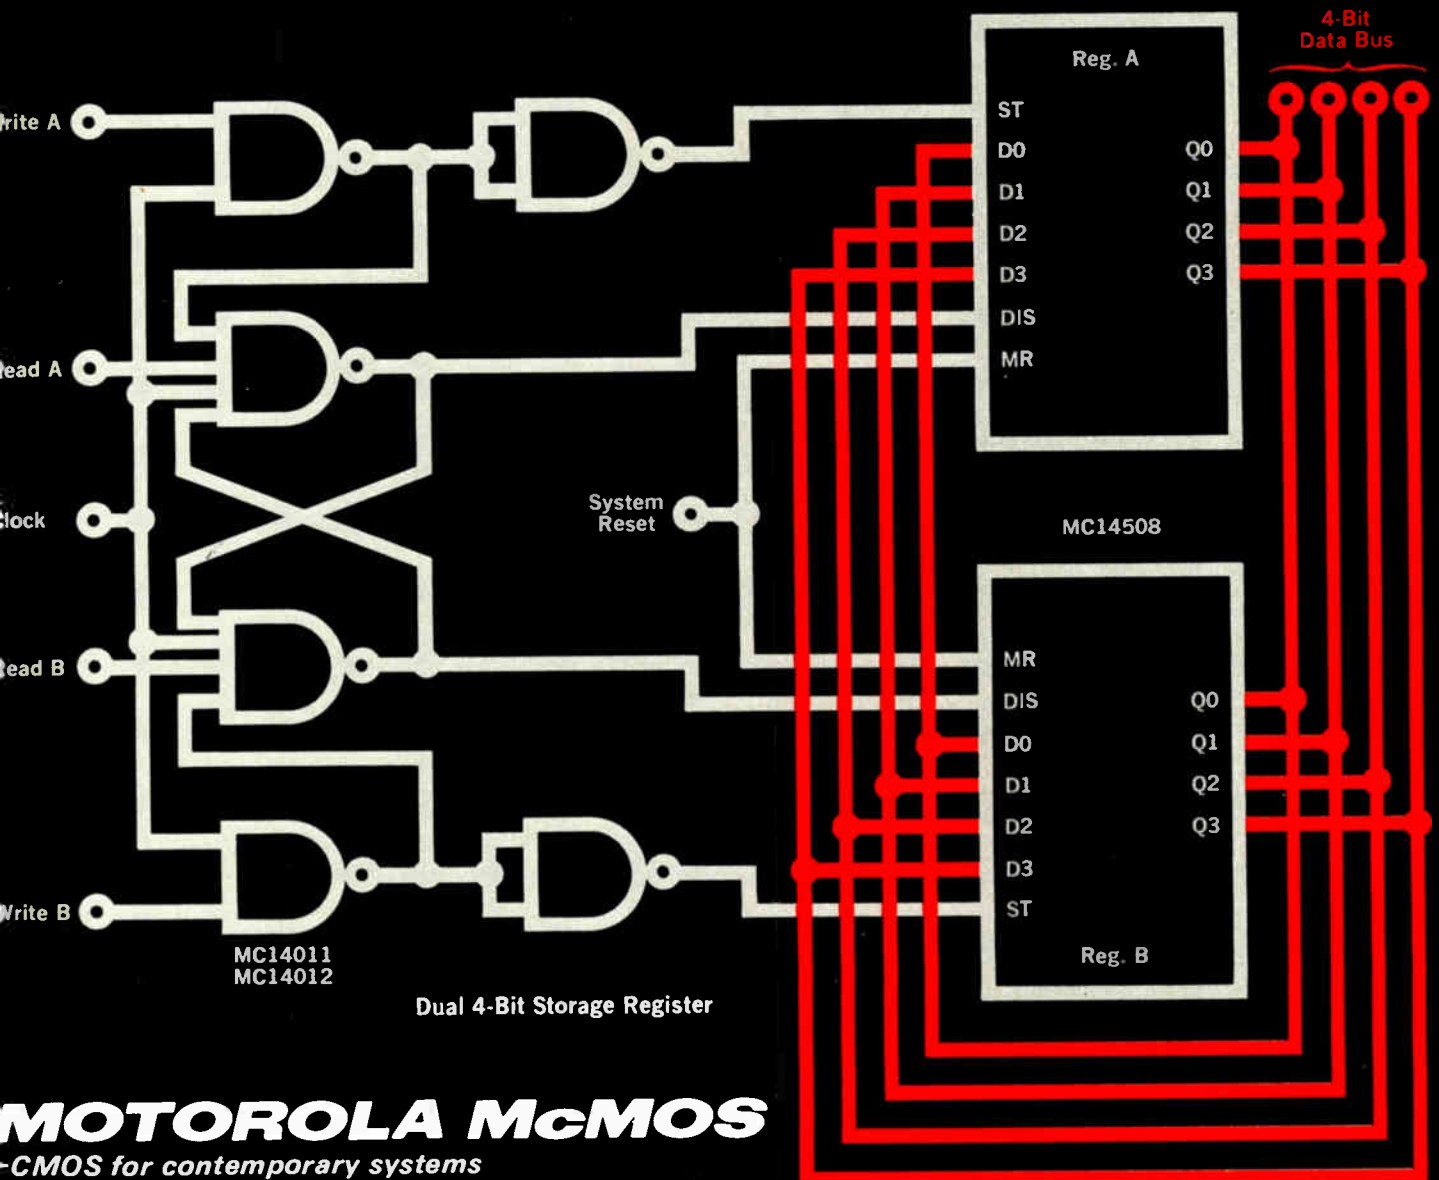 4-Bit
Data Bus
Reg. A
rite A
ST
D0
Q0
D1
Q1
D2
Q2
D3
Q3
DIS
MR
ead A
System
Reset
lock
MC14508
ead B
MR
DIS
Q0
D0
Q1
D1
Q2
D2
Q3
D3
ST
Write B
MC14011
MC14012
Reg. B
Dual 4-Bit Storage Register
MOTOROLA McMOS
-CMOS for contemporary systems